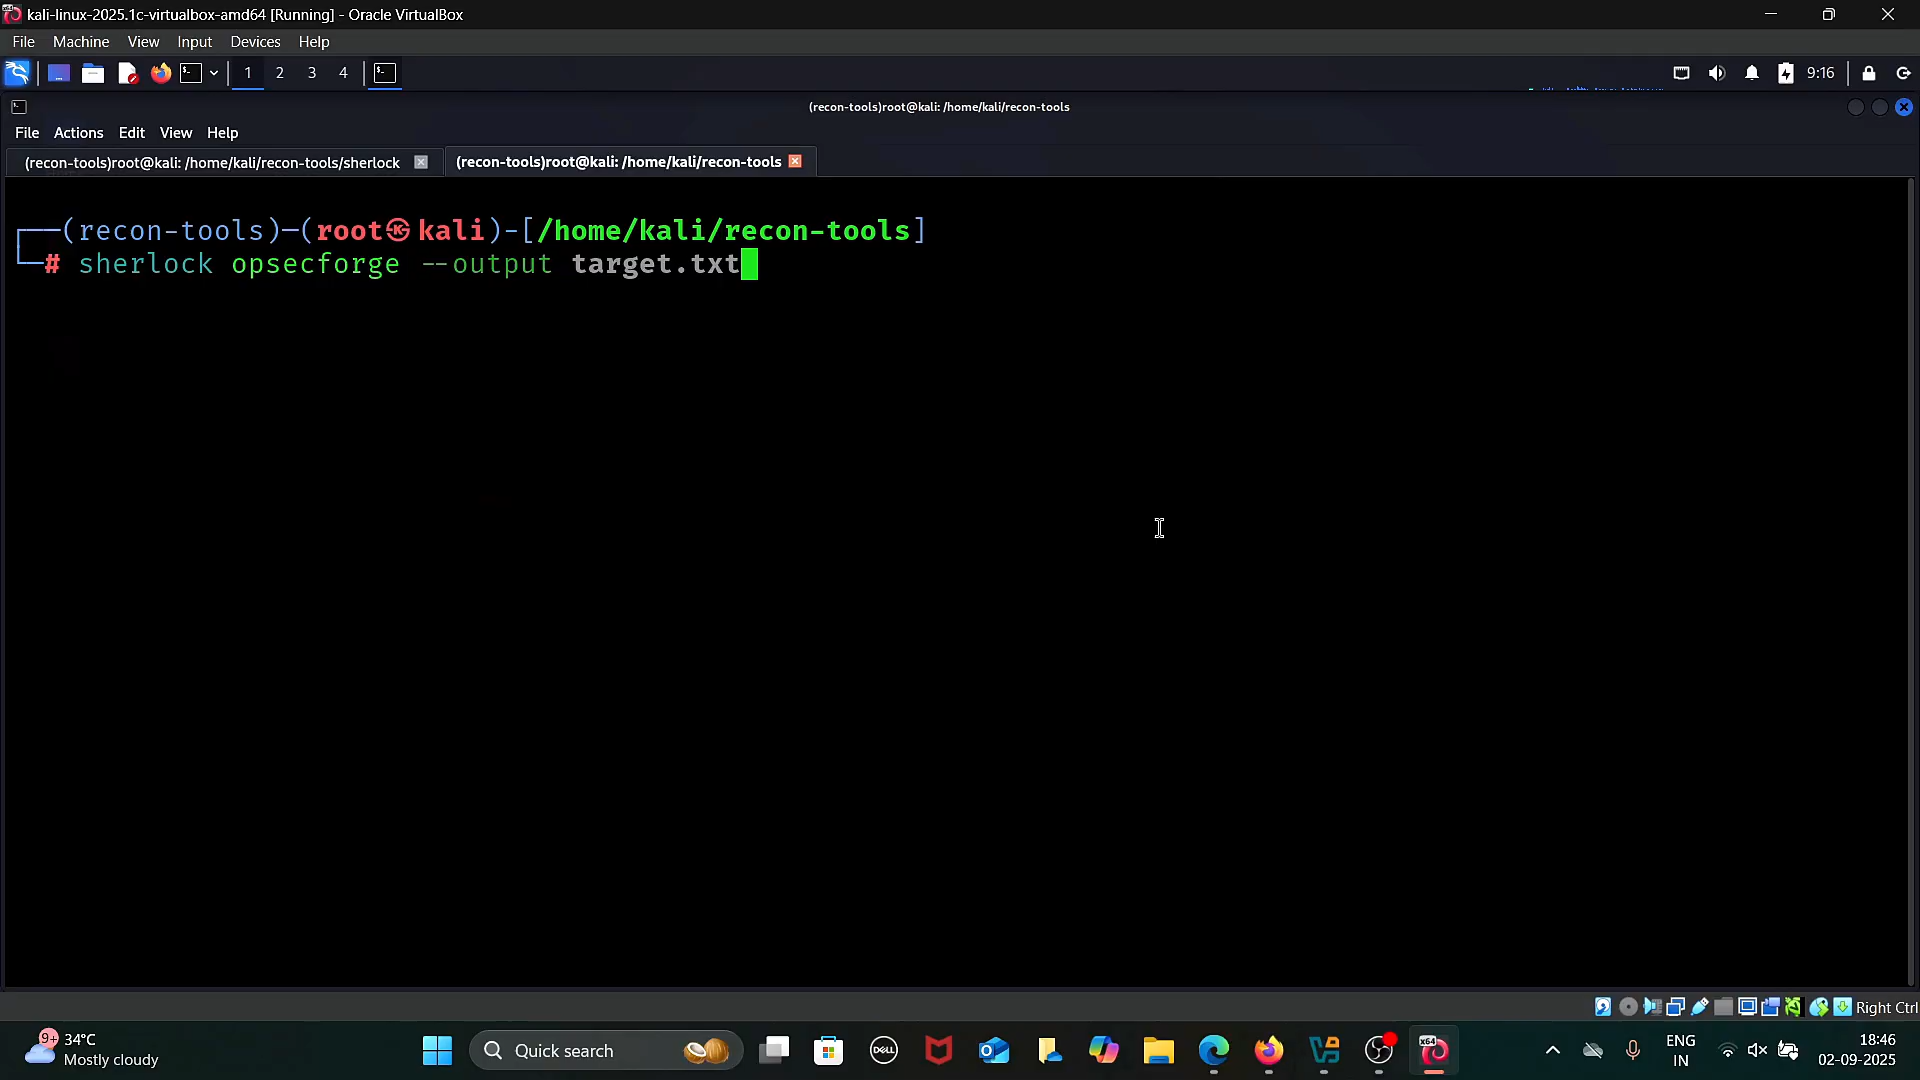 kali-linux-2025.1c-virtualbox-amd64 [Running] - Oracle VirtualBox
File Machine View Input Devices Help
1 2 3 4 9:16
(recon-tools)root@kali: /home/kali/recon-tools
File Actions Edit View Help
(recon-tools)root@kali: /home/kali/recon-tools/sherlock (recon-tools)root@kali: /home/kali/recon-tools
┌──(recon-tools)─(root㉿kali)-[/home/kali/recon-tools]
└─# sherlock opsecforge --output target.txt
Right Ctrl
9+ 34°C
Mostly cloudy
Quick search
DELL
x64
ENG
IN
18:46
02-09-2025